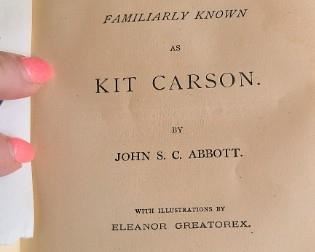 FAMILIARLY KNOWN
AS
KIT CARSON.
BY
JOHN S. C. ABBOTT.
WITH ILLUSTRATIONS BY
ELEANOR GREATOREX.